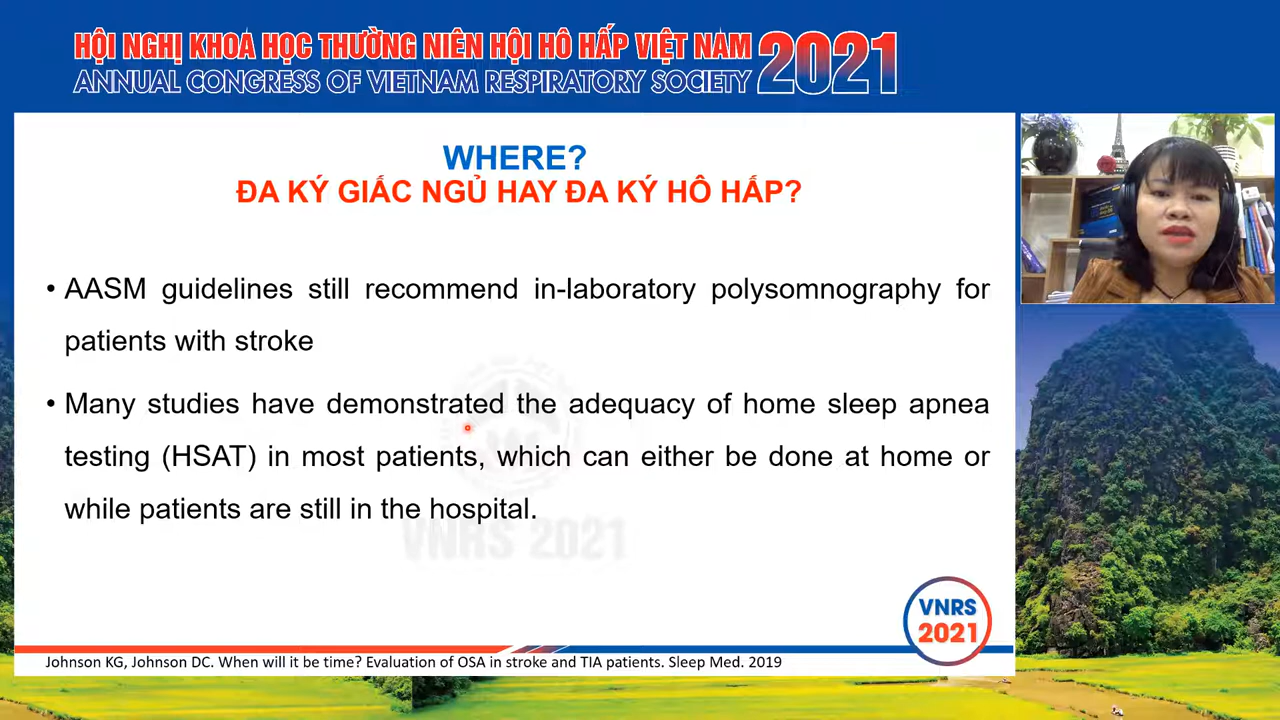 HỘI NGHỊ KHOA HỌC THƯỜNG NIÊN HỘI HÔ HẤP VIỆT NAM 2021
ANNUAL CONGRESS OF VIETNAM RESPIRATORY SOCIETY
WHERE?
ĐA KÝ GIẤC NGỦ HAY ĐA KÝ HÔ HẤP?
• AASM guidelines still recommend in-laboratory polysomnography for
patients with stroke
• Many studies have demonstrated the adequacy of home sleep apnea
testing (HSAT) in most patients, which can either be done at home or
while patients are still in the hospital.
VNRS 2021
VNRS
2021
Johnson KG, Johnson DC. When will it be time? Evaluation of OSA in stroke and TIA patients. Sleep Med. 2019